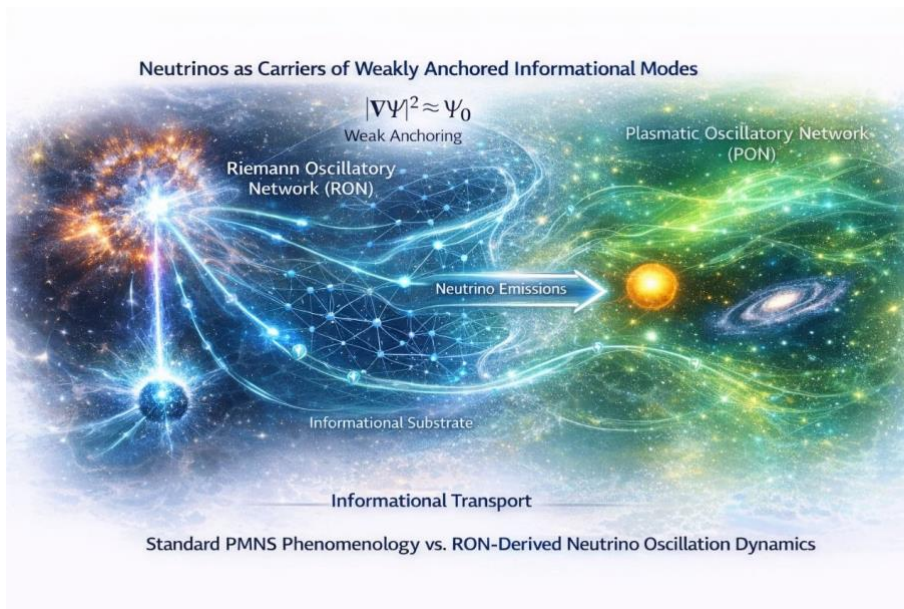 Neutrinos as Carriers of Weakly Anchored Informational Modes
|∇Ψ|² ≈ Ψ₀
Weak Anchoring
Riemann Oscillatory
Network (RON)
Plasmatic Oscillatory Network
(PON)
Neutrino Emissions
Informational Substrate
Informational Transport
Standard PMNS Phenomenology vs. RON-Derived Neutrino Oscillation Dynamics